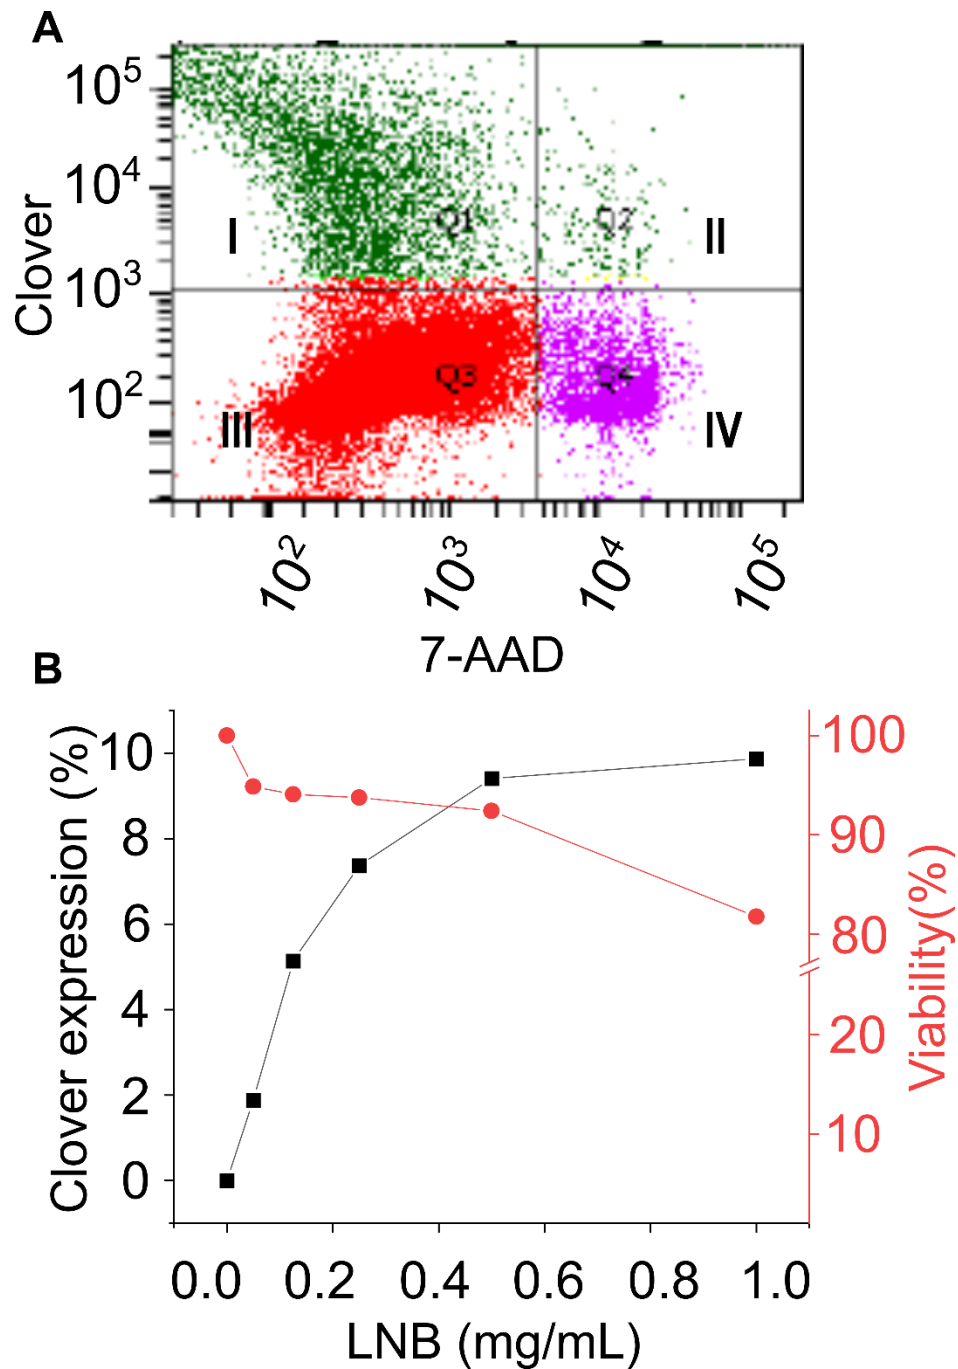 A
Clover
10^5
10^4
10^3
10^2
I
Q1
Q2
II
III
Q3
Q4
IV
10^2
10^3
10^4
10^5
7-AAD
B
Clover expression (%)
10
8
6
4
2
0
100
90
80
20
10
Viability(%)
0.0 0.2 0.4 0.6 0.8 1.0
LNB (mg/mL)